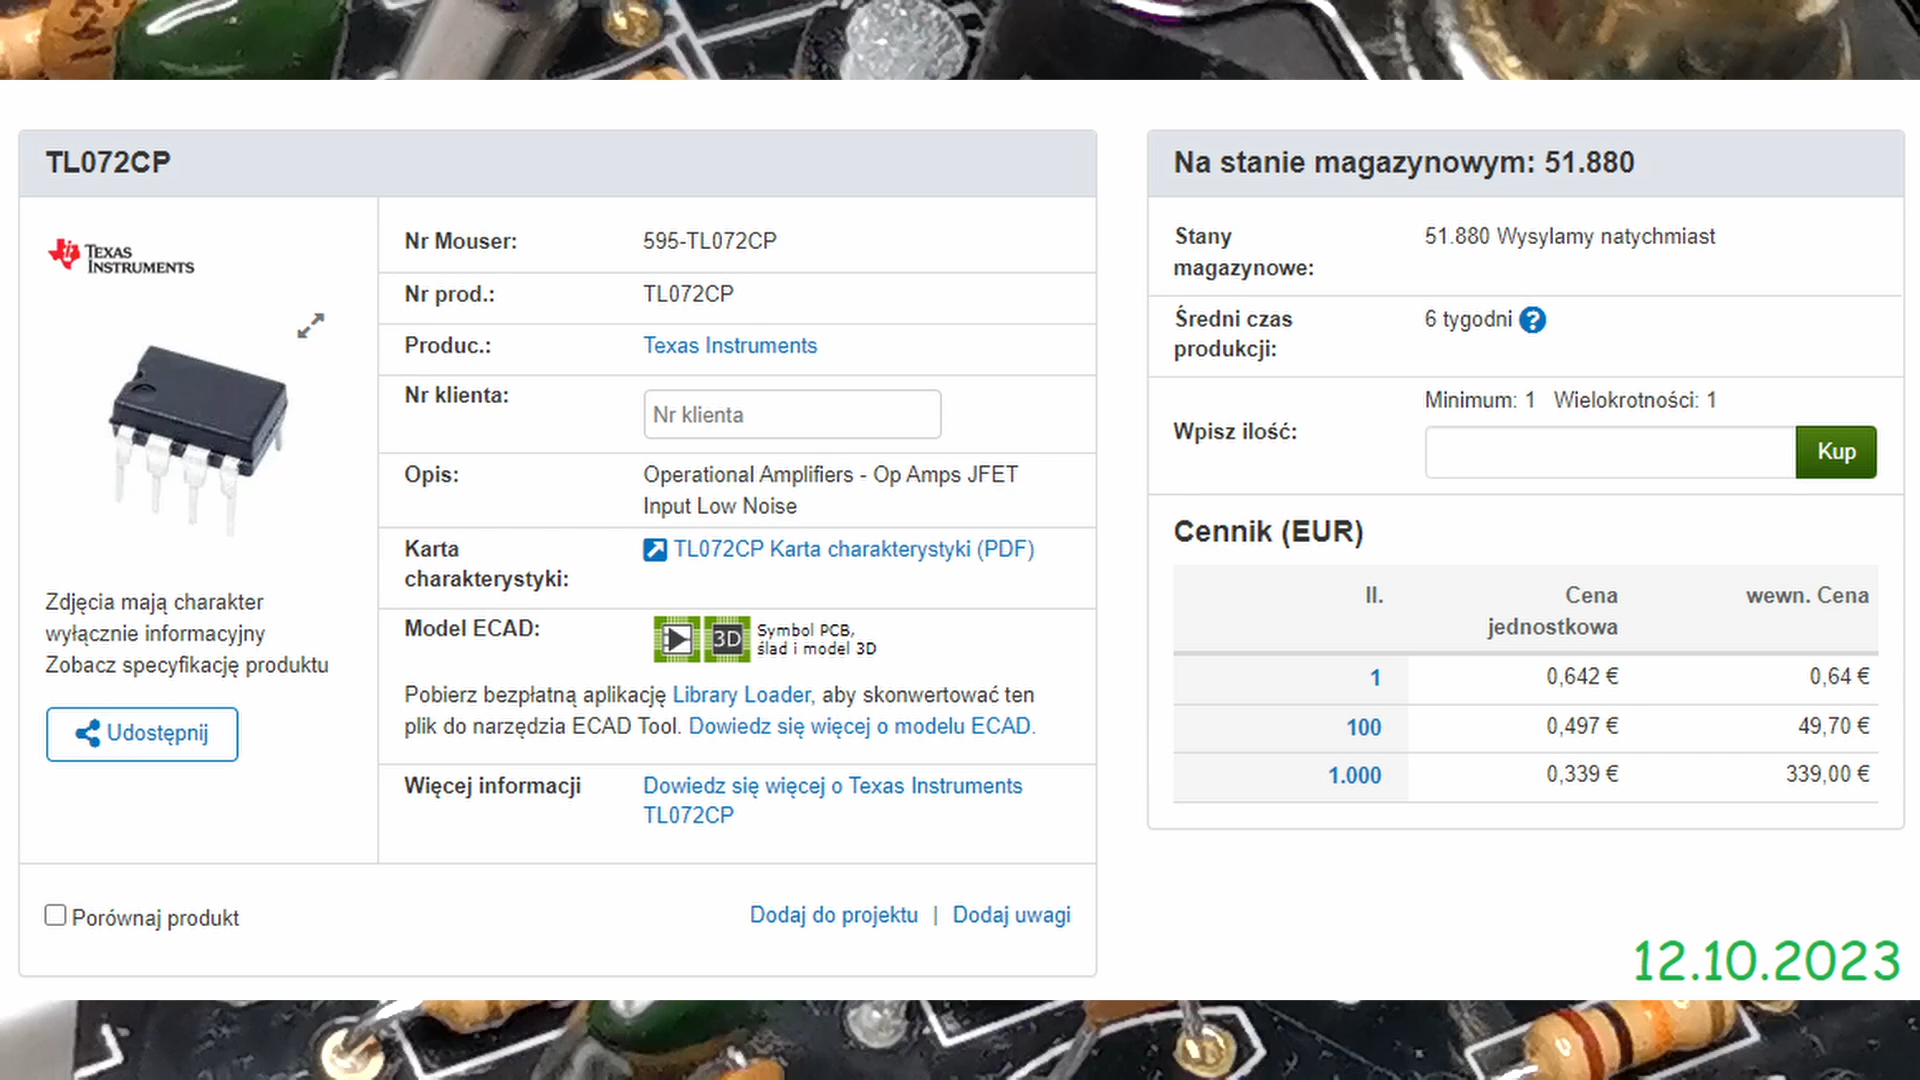 TL072CP
TEXAS
INSTRUMENTS
Zdjęcia mają charakter
wyłącznie informacyjny
Zobacz specyfikację produktu
Udostępnij
Nr Mouser: 595-TL072CP
Nr prod.: TL072CP
Produc.: Texas Instruments
Nr klienta: Nr klienta
Opis: Operational Amplifiers - Op Amps JFET
Input Low Noise
Karta
charakterystyki: TL072CP Karta charakterystyki (PDF)
Model ECAD: 3D Symbol PCB,
ślad i model 3D
Pobierz bezpłatną aplikację Library Loader, aby skonwertować ten
plik do narzędzia ECAD Tool. Dowiedz się więcej o modelu ECAD.
Więcej informacji Dowiedz się więcej o Texas Instruments
TL072CP
Porównaj produkt Dodaj do projektu | Dodaj uwagi
Na stanie magazynowym: 51.880
Stany
magazynowe: 51.880 Wysylamy natychmiast
Średni czas
produkcji: 6 tygodni ?
Minimum: 1 Wielokrotności: 1
Wpisz ilość: Kup
Cennik (EUR)
Il. Cena
jednostkowa wewn. Cena
1 0,642 € 0,64 €
100 0,497 € 49,70 €
1.000 0,339 € 339,00 €
12.10.2023